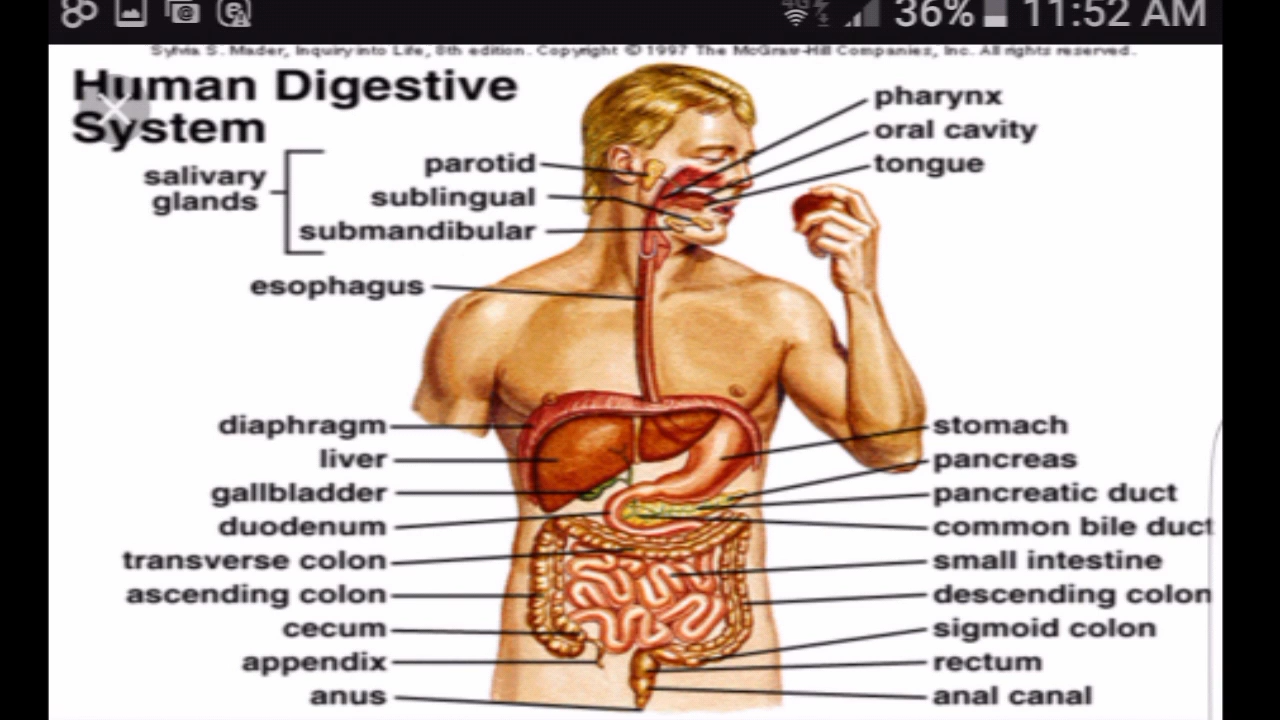 36% 11:52 AM
Sylvia S. Mader, Inquiry into Life, 8th edition. Copyright © 1997 The McGraw-Hill Companies, Inc. All rights reserved.
Human Digestive
System
salivary
glands
parotid
sublingual
submandibular
esophagus
diaphragm
liver
gallbladder
duodenum
transverse colon
ascending colon
cecum
appendix
anus
pharynx
oral cavity
tongue
stomach
pancreas
pancreatic duct
common bile duct
small intestine
descending colon
sigmoid colon
rectum
anal canal